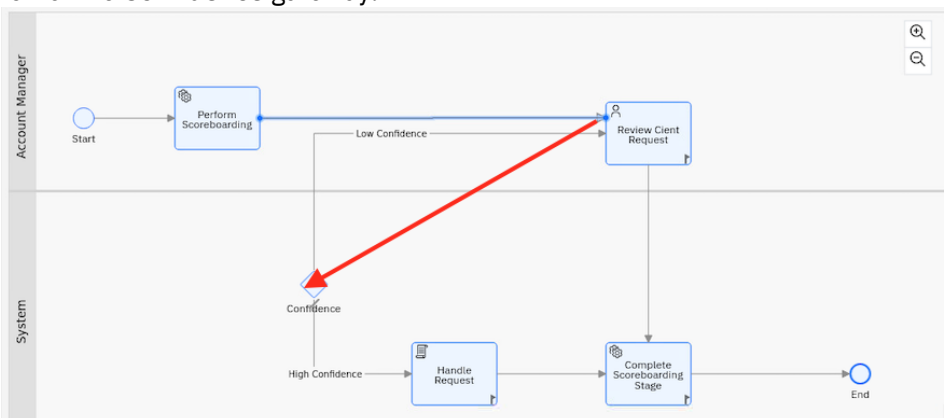 Account Manager
Start
Perform
Scoreboarding
Low Confidence
Review Cient
Request
System
Confidence
High Confidence
Handle
Request
Complete
Scoreboarding
Stage
End